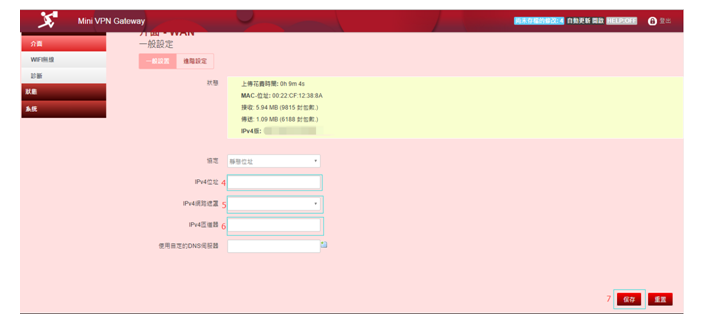 Mini VPN Gateway
尚未存檔的修改: 4 自動更新 開啟 HELP:OFF 登出
介面 - WAN
一般設定
介面
WIFI無線
診斷
狀態
系統
一般設置 進階設定
狀態
上傳花費時間: 0h 9m 4s
MAC-位址: 00:22:CF:12:38:8A
接收: 5.94 MB (9815 封包數.)
傳送: 1.09 MB (6188 封包數.)
IPv4版:
協定 靜態位址
IPv4位址 4
IPv4網路遮罩 5
IPv4匝道器 6
使用自定的DNS伺服器
7 保存 重置